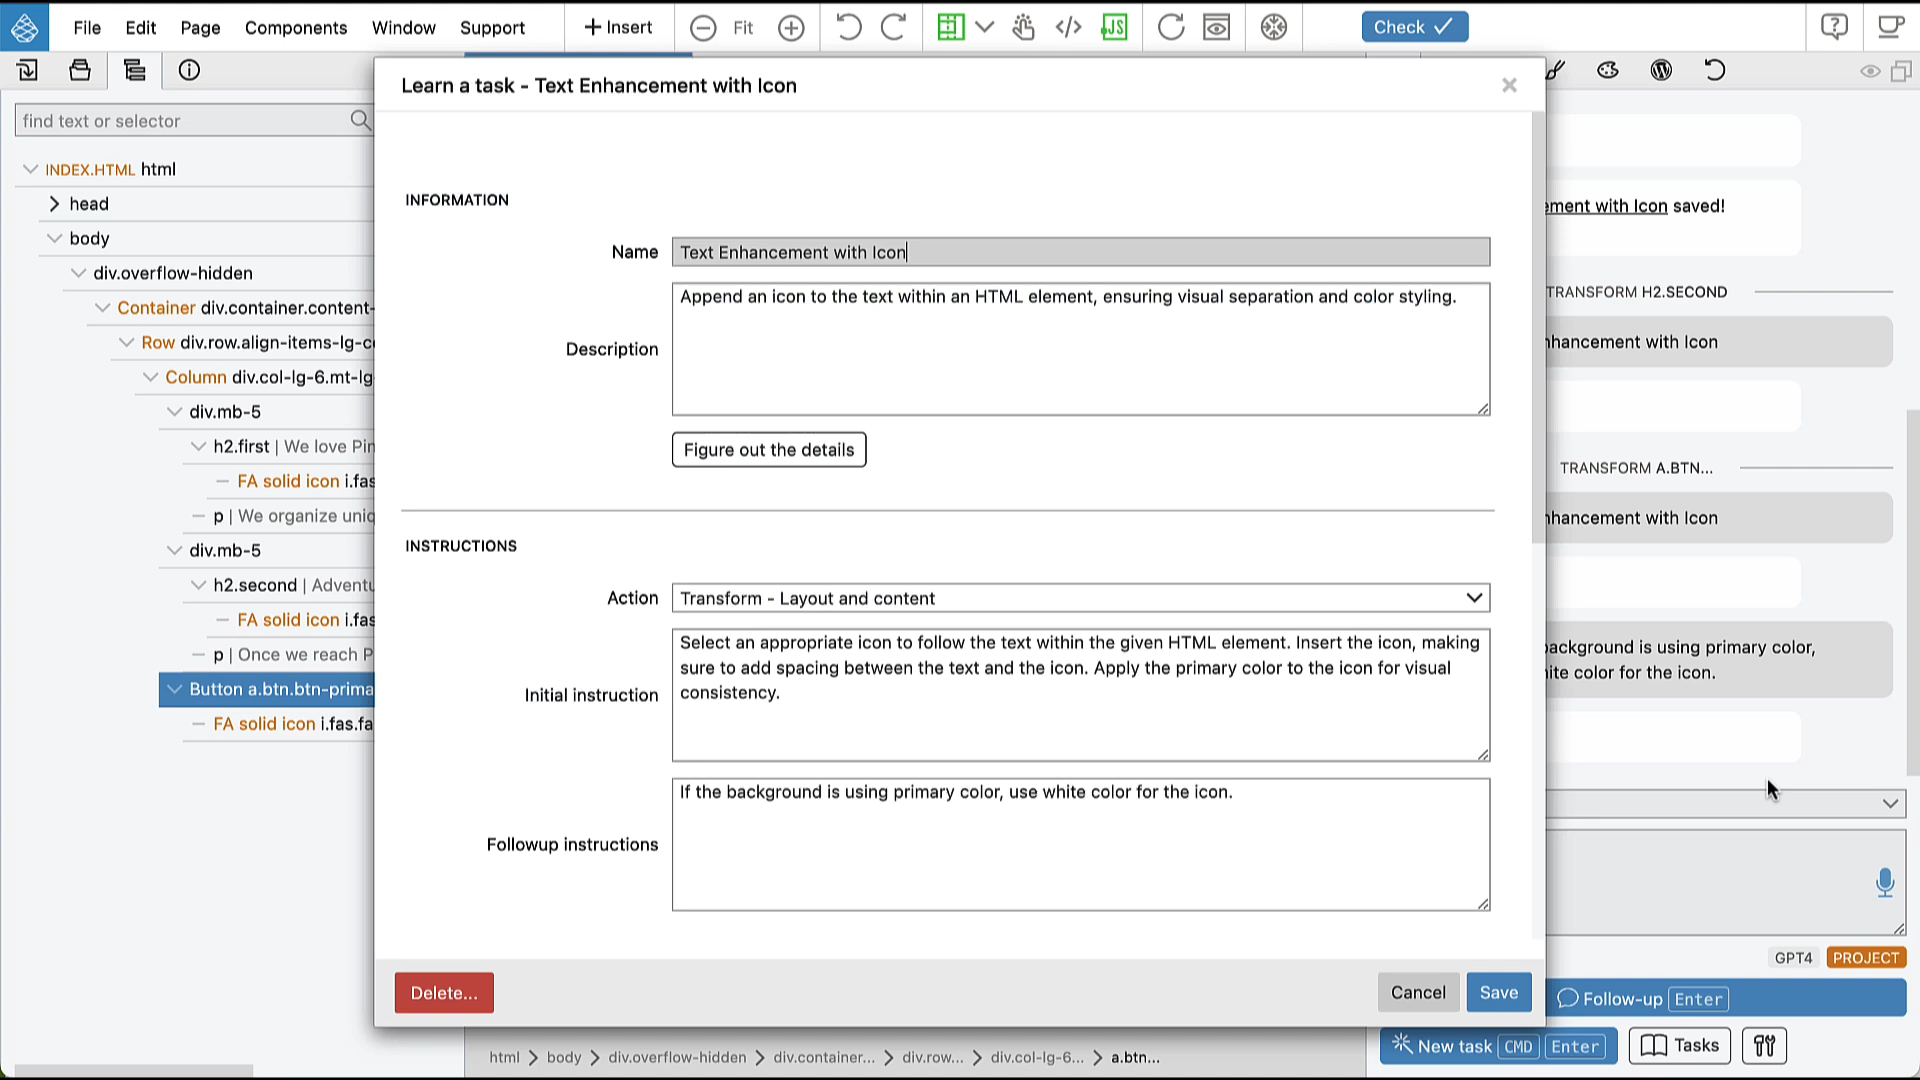 File Edit Page Components Window Support + Insert Fit JS Check
Learn a task - Text Enhancement with Icon
find text or selector
INDEX.HTML html
head
body
div.overflow-hidden
Container div.container.content-
Row div.row.align-items-lg-c
Column div.col-lg-6.mt-lg
div.mb-5
h2.first | We love Pin
FA solid icon i.fas
p | We organize uniq
div.mb-5
h2.second | Adventu
FA solid icon i.fas
p | Once we reach P
Button a.btn.btn-prima
FA solid icon i.fas.fa
INFORMATION
Name Text Enhancement with Icon
Description Append an icon to the text within an HTML element, ensuring visual separation and color styling.
Figure out the details
INSTRUCTIONS
Action Transform - Layout and content
Initial instruction
Select an appropriate icon to follow the text within the given HTML element. Insert the icon, making
sure to add spacing between the text and the icon. Apply the primary color to the icon for visual
consistency.
Followup instructions
If the background is using primary color, use white color for the icon.
Delete... Cancel Save
ement with Icon saved!
TRANSFORM H2.SECOND
nhancement with Icon
TRANSFORM A.BTN...
nhancement with Icon
background is using primary color,
ite color for the icon.
GPT4 PROJECT
Follow-up Enter
New task CMD Enter Tasks
html > body > div.overflow-hidden > div.container... > div.row... > div.col-lg-6... > a.btn...